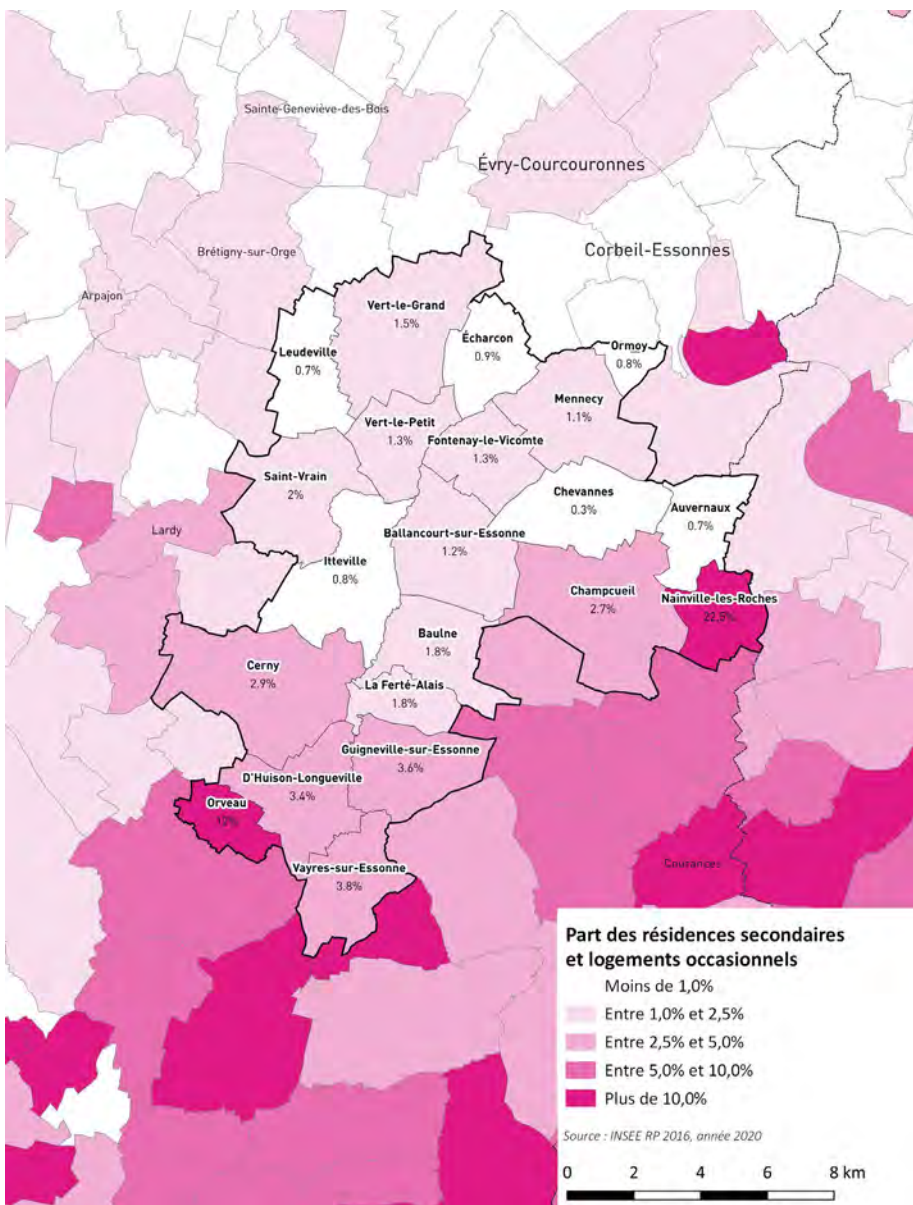 Sainte-Geneviève-des-Bois
Évry-Courcouronnes
Brétigny-sur-Orge
Corbeil-Essonnes
Arpajon
Vert-le-Grand
1.5%
Écharcon
0.9%
Ormoy
0.8%
Leudeville
0.7%
Mennecy
1.1%
Vert-le-Petit
1.3%
Fontenay-le-Vicomte
1.3%
Saint-Vrain
2%
Chevannes
0.3%
Auvernaux
0.7%
Lardy
Ballancourt-sur-Essonne
1.2%
Itteville
0.8%
Champcueil
2.7%
Nainville-les-Roches
22.5%
Baulne
1.8%
Cerny
2.9%
La Ferté-Alais
1.8%
Guigneville-sur-Essonne
3.6%
D'Huison-Longueville
3.4%
Orveau
12%
Vayres-sur-Essonne
3.8%
Courances
Part des résidences secondaires
et logements occasionnels
Moins de 1,0%
Entre 1,0% et 2,5%
Entre 2,5% et 5,0%
Entre 5,0% et 10,0%
Plus de 10,0%
Source : INSEE RP 2016, année 2020
0 2 4 6 8 km